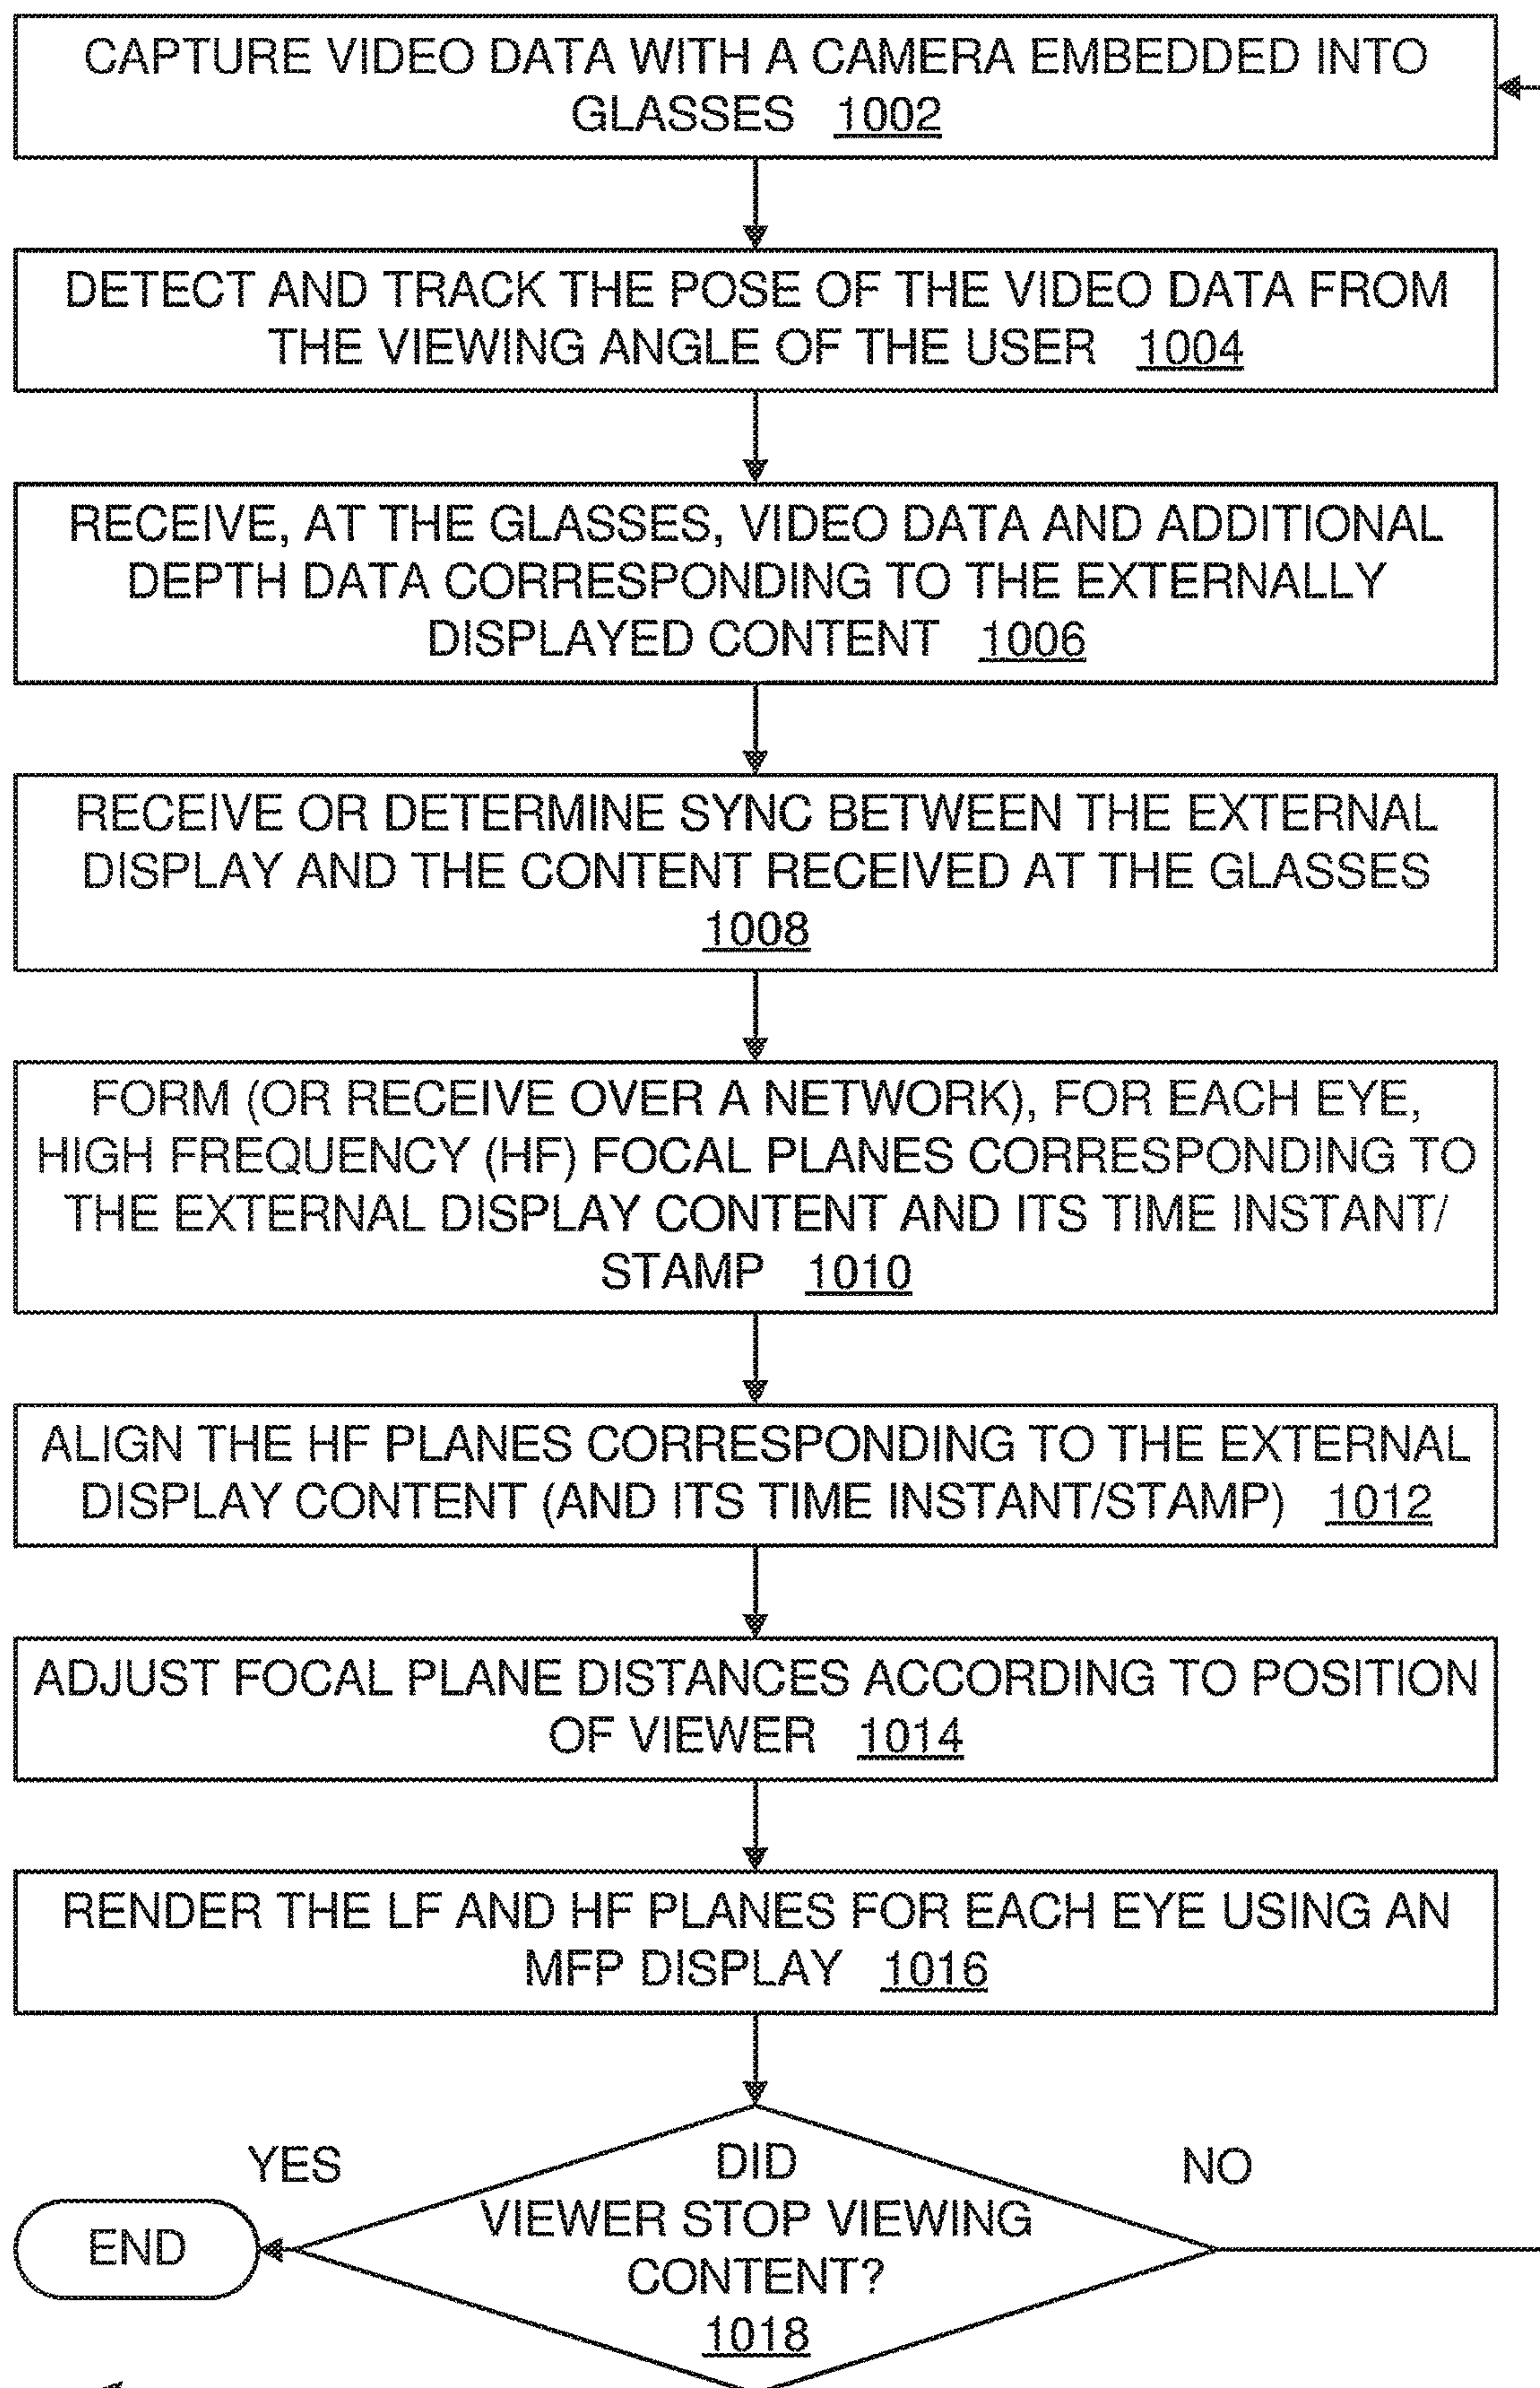 CAPTURE VIDEO DATA WITH A CAMERA EMBEDDED INTO
GLASSES 1002
DETECT AND TRACK THE POSE OF THE VIDEO DATA FROM
THE VIEWING ANGLE OF THE USER 1004
RECEIVE, AT THE GLASSES, VIDEO DATA AND ADDITIONAL
DEPTH DATA CORRESPONDING TO THE EXTERNALLY
DISPLAYED CONTENT 1006
RECEIVE OR DETERMINE SYNC BETWEEN THE EXTERNAL
DISPLAY AND THE CONTENT RECEIVED AT THE GLASSES
1008
FORM (OR RECEIVE OVER A NETWORK), FOR EACH EYE,
HIGH FREQUENCY (HF) FOCAL PLANES CORRESPONDING TO
THE EXTERNAL DISPLAY CONTENT AND ITS TIME INSTANT/
STAMP 1010
ALIGN THE HF PLANES CORRESPONDING TO THE EXTERNAL
DISPLAY CONTENT (AND ITS TIME INSTANT/STAMP) 1012
ADJUST FOCAL PLANE DISTANCES ACCORDING TO POSITION
OF VIEWER 1014
RENDER THE LF AND HF PLANES FOR EACH EYE USING AN
MFP DISPLAY 1016
YES
NO
DID
VIEWER STOP VIEWING
CONTENT?
1018
END